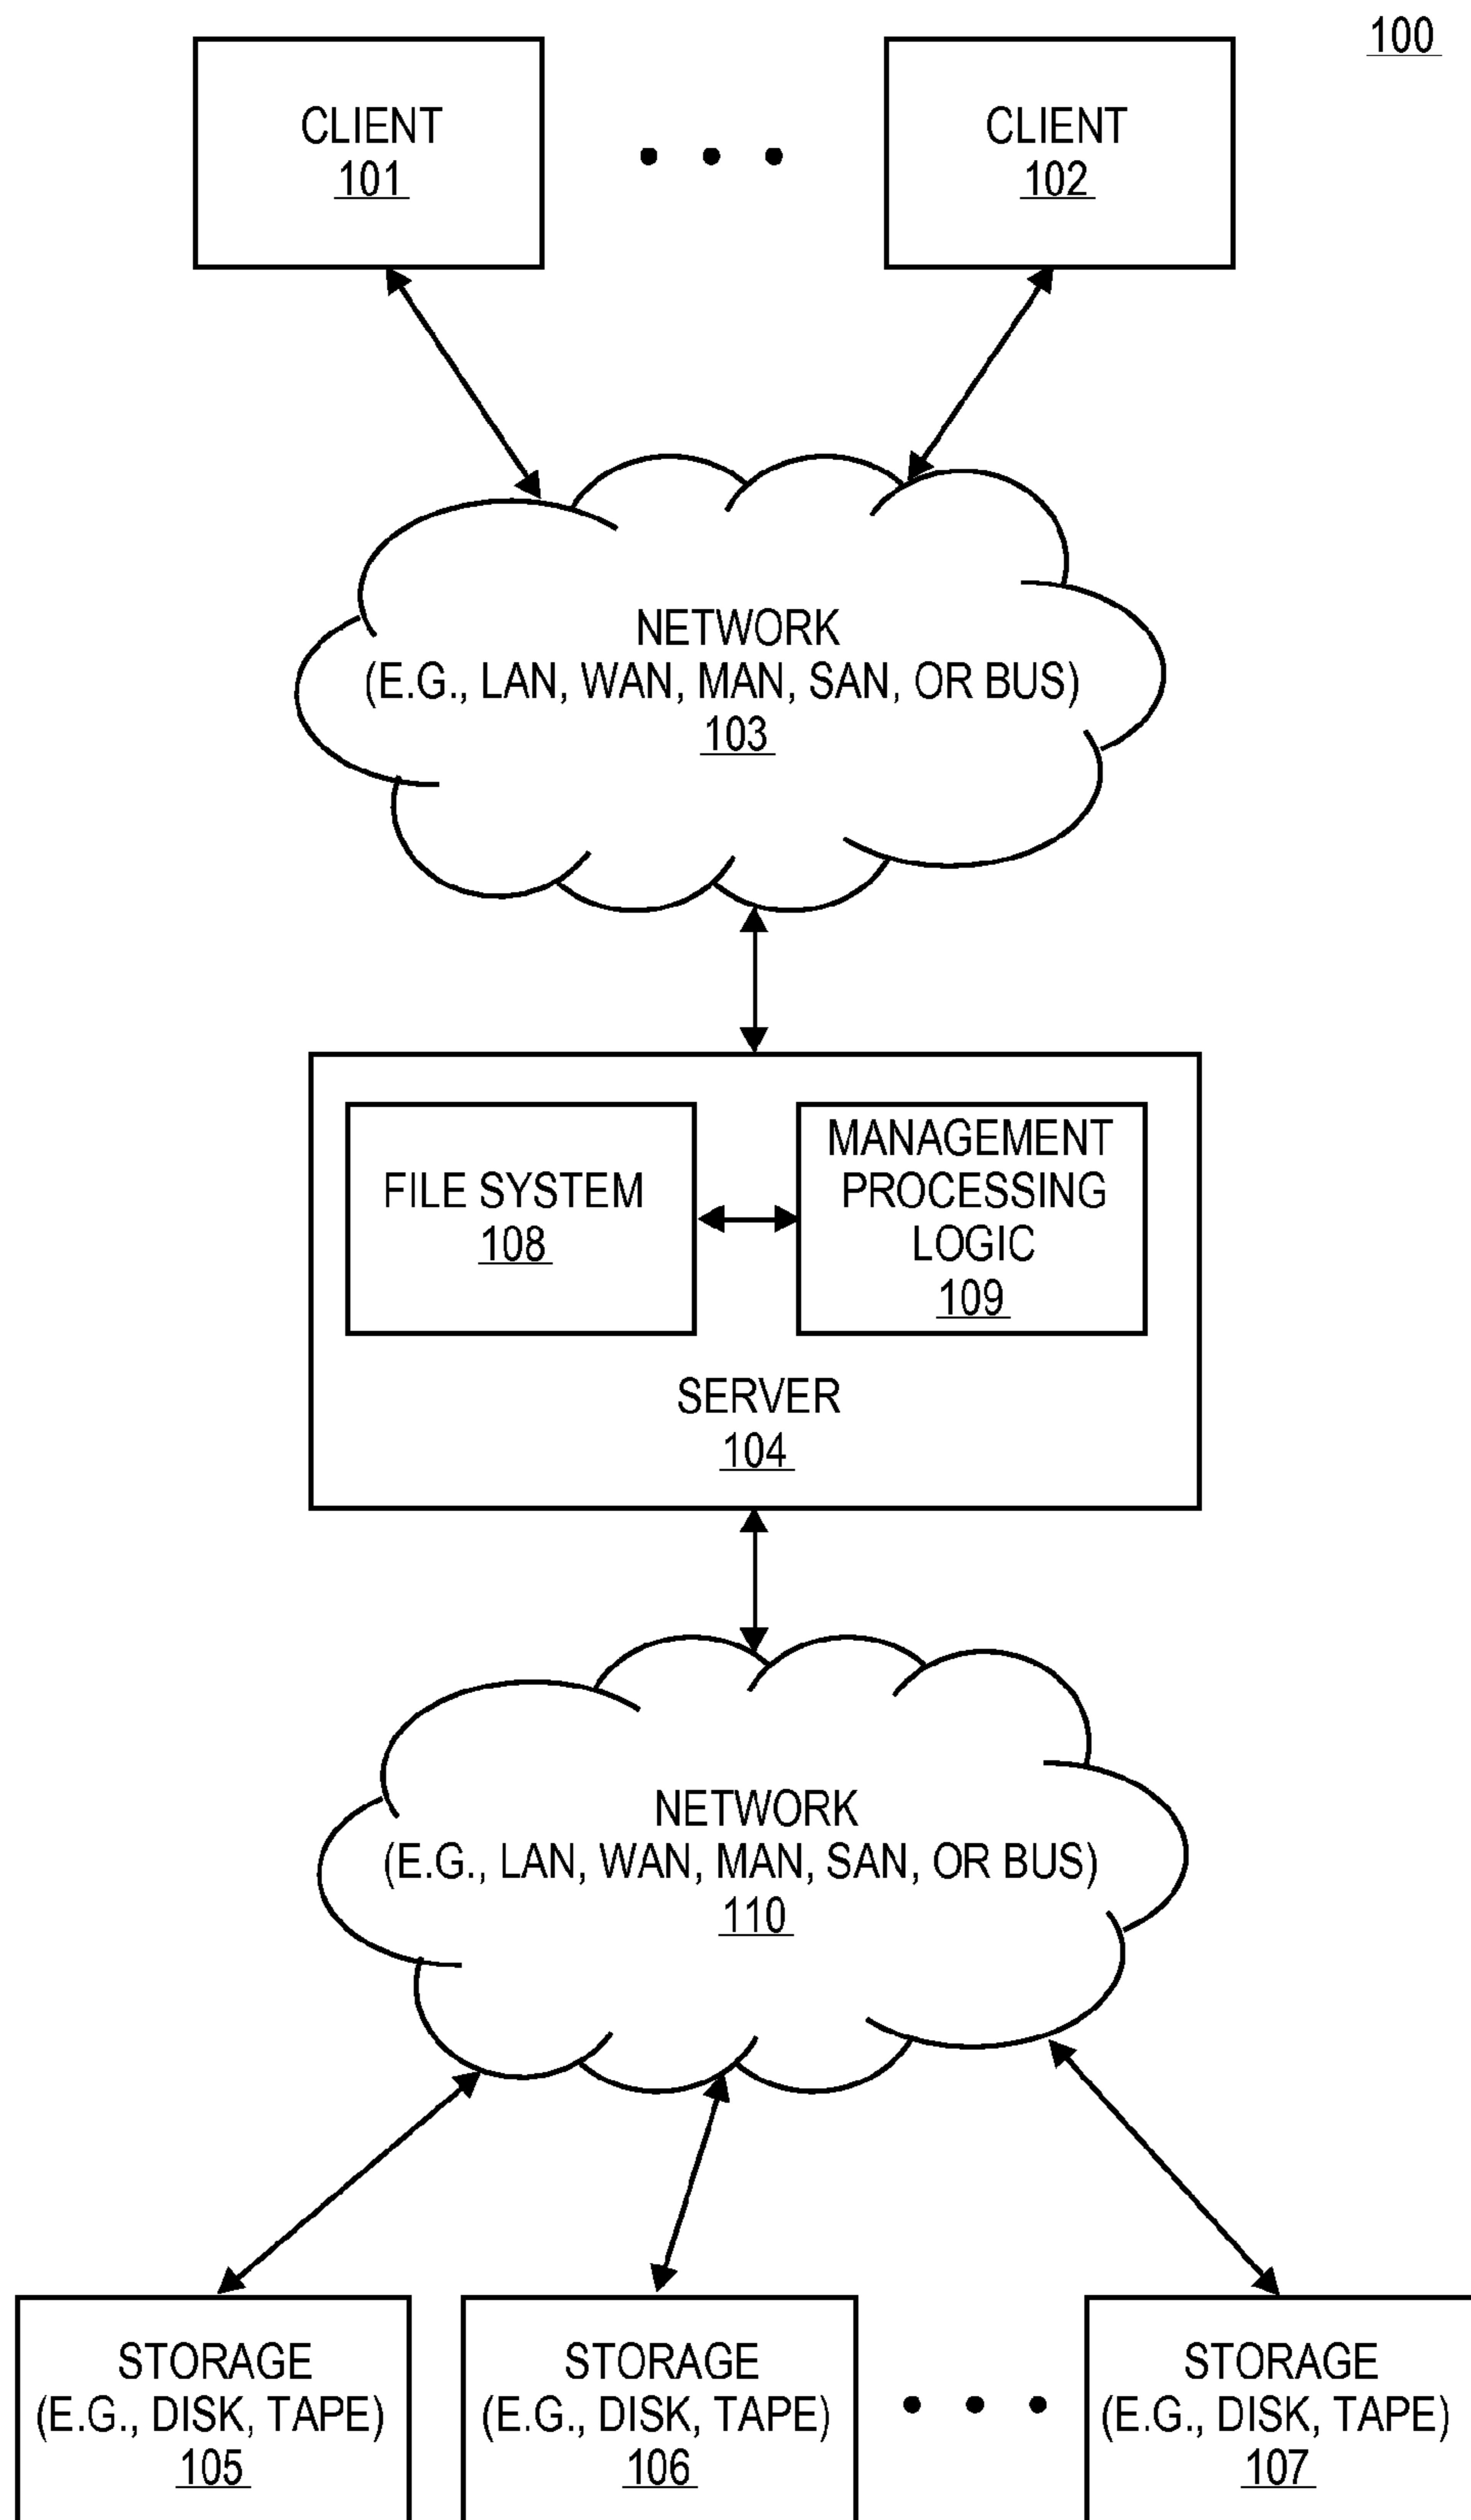 100
CLIENT
101
CLIENT
102
NETWORK
(E.G., LAN, WAN, MAN, SAN, OR BUS)
103
FILE SYSTEM
108
MANAGEMENT
PROCESSING
LOGIC
109
SERVER
104
NETWORK
(E.G., LAN, WAN, MAN, SAN, OR BUS)
110
STORAGE
(E.G., DISK, TAPE)
105
STORAGE
(E.G., DISK, TAPE)
106
STORAGE
(E.G., DISK, TAPE)
107